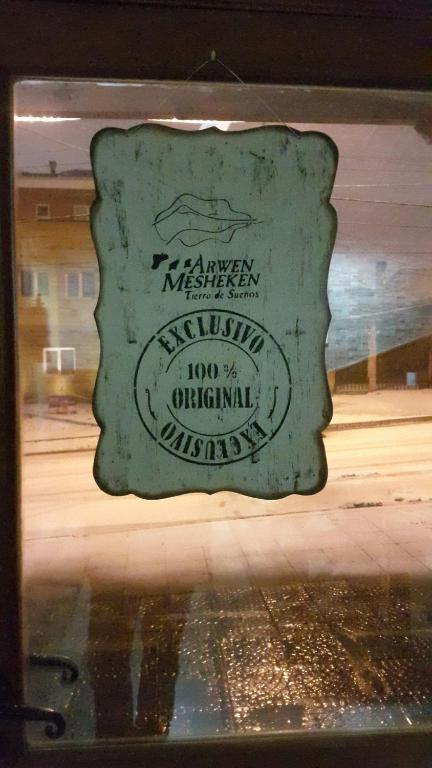 ARWEN
MESHEKEN
Tierra de Sueños
EXCLUSIVO
100 %
ORIGINAL
EXCLUSIVO